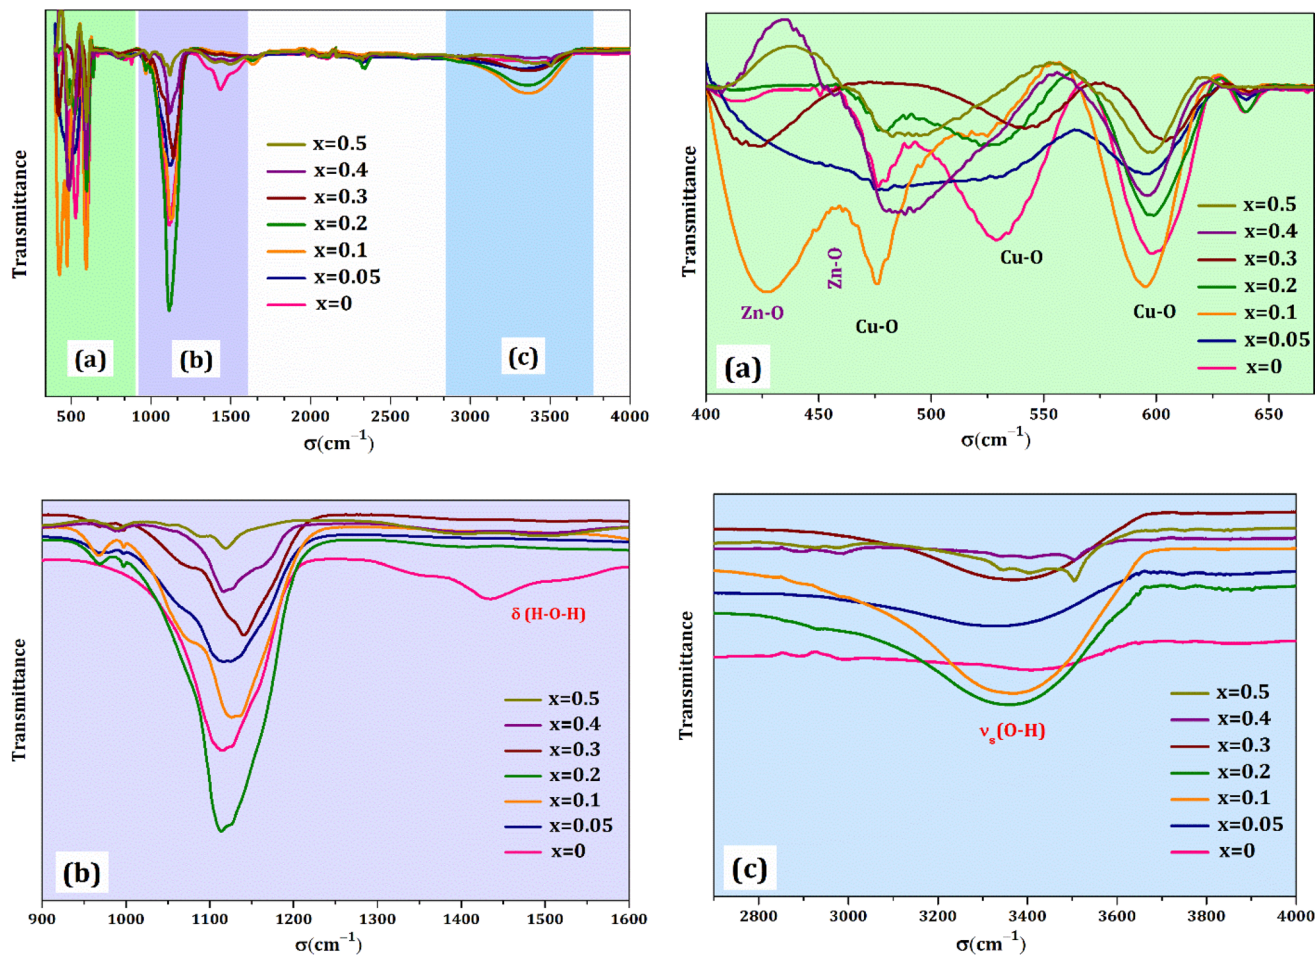 Transmittance
x=0.5
x=0.4
x=0.3
x=0.2
x=0.1
x=0.05
x=0
(a)
(b)
(c)
500 1000 1500 2000 2500 3000 3500 4000
σ(cm⁻¹)
Transmittance
Zn-O
Zn-O
Cu-O
Cu-O
Cu-O
x=0.5
x=0.4
x=0.3
x=0.2
x=0.1
x=0.05
x=0
(a)
400 450 500 550 600 650
σ(cm⁻¹)
Transmittance
δ (H-O-H)
x=0.5
x=0.4
x=0.3
x=0.2
x=0.1
x=0.05
x=0
(b)
900 1000 1100 1200 1300 1400 1500 1600
σ(cm⁻¹)
Transmittance
νₛ(O-H)
x=0.5
x=0.4
x=0.3
x=0.2
x=0.1
x=0.05
x=0
(c)
2800 3000 3200 3400 3600 3800 4000
σ(cm⁻¹)